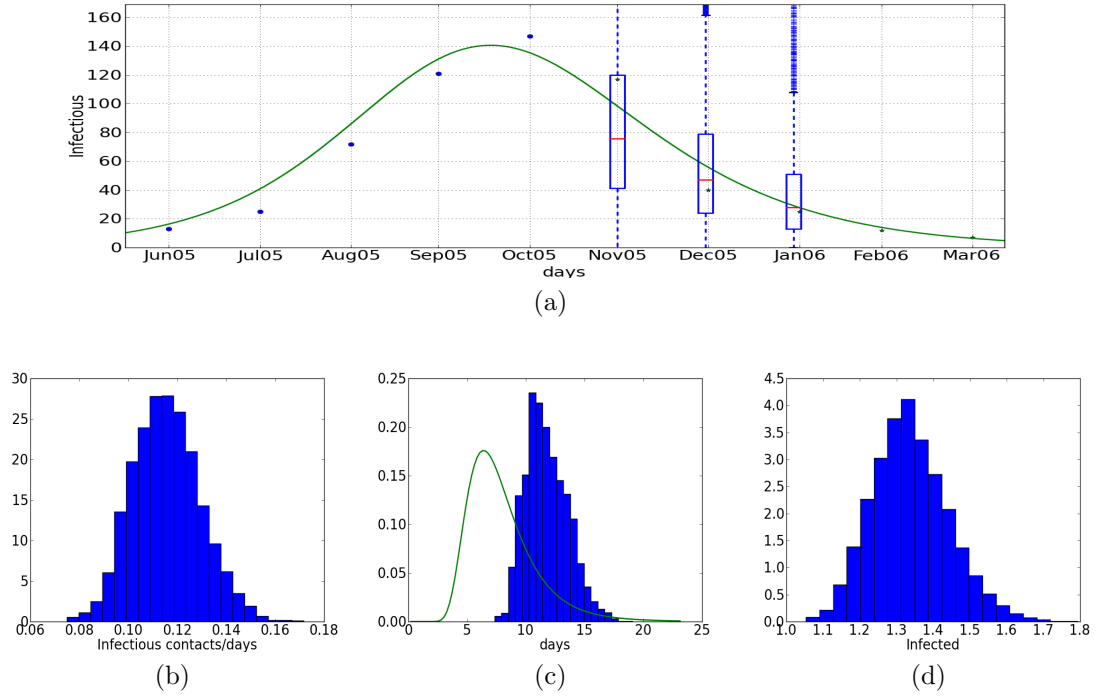 160
140
120
100
80
60
40
20
0
Infectious
Jun05 Jul05 Aug05 Sep05 Oct05 Nov05 Dec05 Jan06 Feb06 Mar06
days
(a)
30
25
20
15
10
5
0
0.06 0.08 0.10 0.12 0.14 0.16 0.18
Infectious contacts/days
(b)
0.25
0.20
0.15
0.10
0.05
0.00
0 5 10 15 20 25
days
(c)
4.5
4.0
3.5
3.0
2.5
2.0
1.5
1.0
0.5
0.0
1.0 1.1 1.2 1.3 1.4 1.5 1.6 1.7 1.8
Infected
(d)